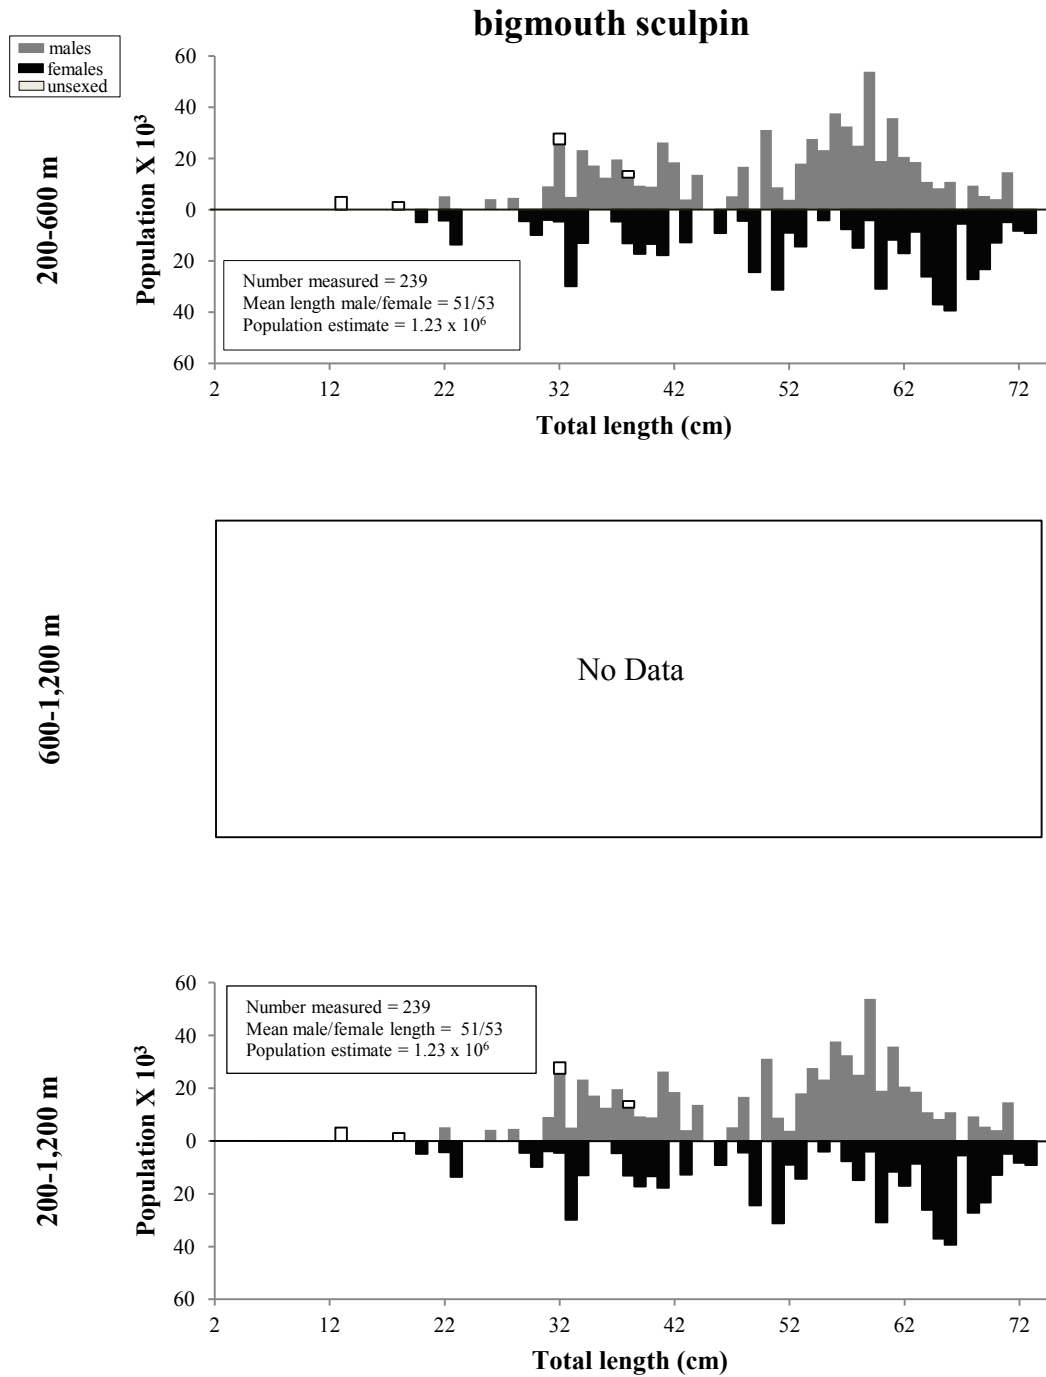 bigmouth sculpin
males
females
unsexed
200-600 m
Population X 10³
60
40
20
0
20
40
60
Number measured = 239
Mean length male/female = 51/53
Population estimate = 1.23 x 10⁶
2 12 22 32 42 52 62 72
Total length (cm)
600-1,200 m
No Data
200-1,200 m
Population X 10³
60
40
20
0
20
40
60
Number measured = 239
Mean male/female length = 51/53
Population estimate = 1.23 x 10⁶
2 12 22 32 42 52 62 72
Total length (cm)